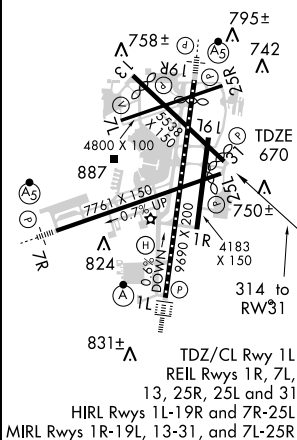 795±
758±
A5
P
742
13
19R
25R
P
P
V
7L
5538
X 150
19L
P
4800 X 100
TDZE
670
31
887
A5
P
7761 X 150
0.7% UP
25L
750±
7R
H
9690 X 200
0.6%
DOWN
1R
4183
X 150
824
A
1L
P
314 to
RW31
831±
TDZ/CL Rwy 1L
REIL Rwys 1R, 7L,
13, 25R, 25L and 31
HIRL Rwys 1L-19R and 7R-25L
MIRL Rwys 1R-19L, 13-31, and 7L-25R